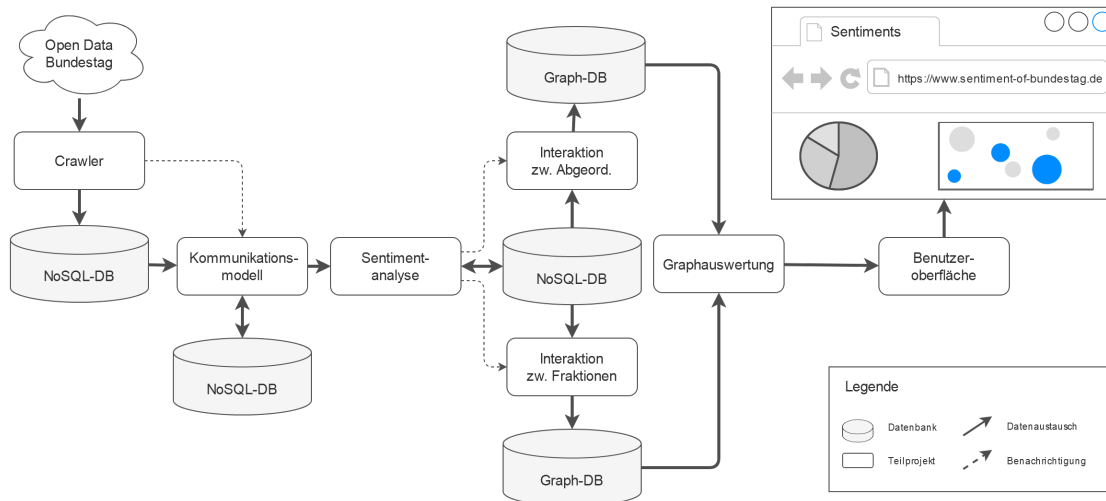 Open Data
Bundestag
Crawler
NoSQL-DB
Kommunikations-
modell
NoSQL-DB
Sentiment-
analyse
Graph-DB
Interaktion
zw. Abgeord.
NoSQL-DB
Interaktion
zw. Fraktionen
Graph-DB
Graphauswertung
Benutzer-
oberfläche
Sentiments
https://www.sentiment-of-bundestag.de
Legende
Datenbank
Datenaustausch
Teilprojekt
Benachrichtigung